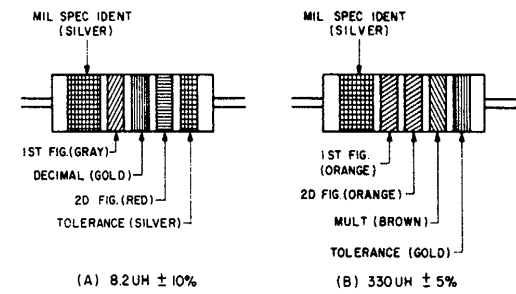 MIL SPEC IDENT
(SILVER)
1ST FIG.(GRAY)
DECIMAL (GOLD)
2D FIG.(RED)
TOLERANCE (SILVER)
(A) 8.2UH ± 10%
MIL SPEC IDENT
(SILVER)
1ST FIG.
(ORANGE)
2D FIG.(ORANGE)
MULT (BROWN)
TOLERANCE (GOLD)
(B) 330UH ± 5%